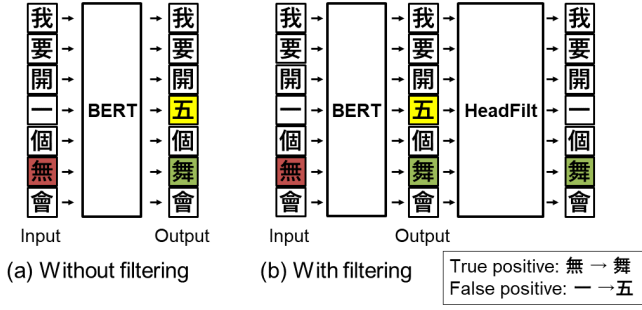 我 我 我 我 我
要 要 要 要 要
開 開 開 開 開
一 BERT 五 一 BERT 五 HeadFilt 一
個 個 個 個 個
無 舞 無 舞 舞
會 會 會 會 會
Input Output Input Output
(a) Without filtering (b) With filtering
True positive: 無 → 舞
False positive: 一 →五